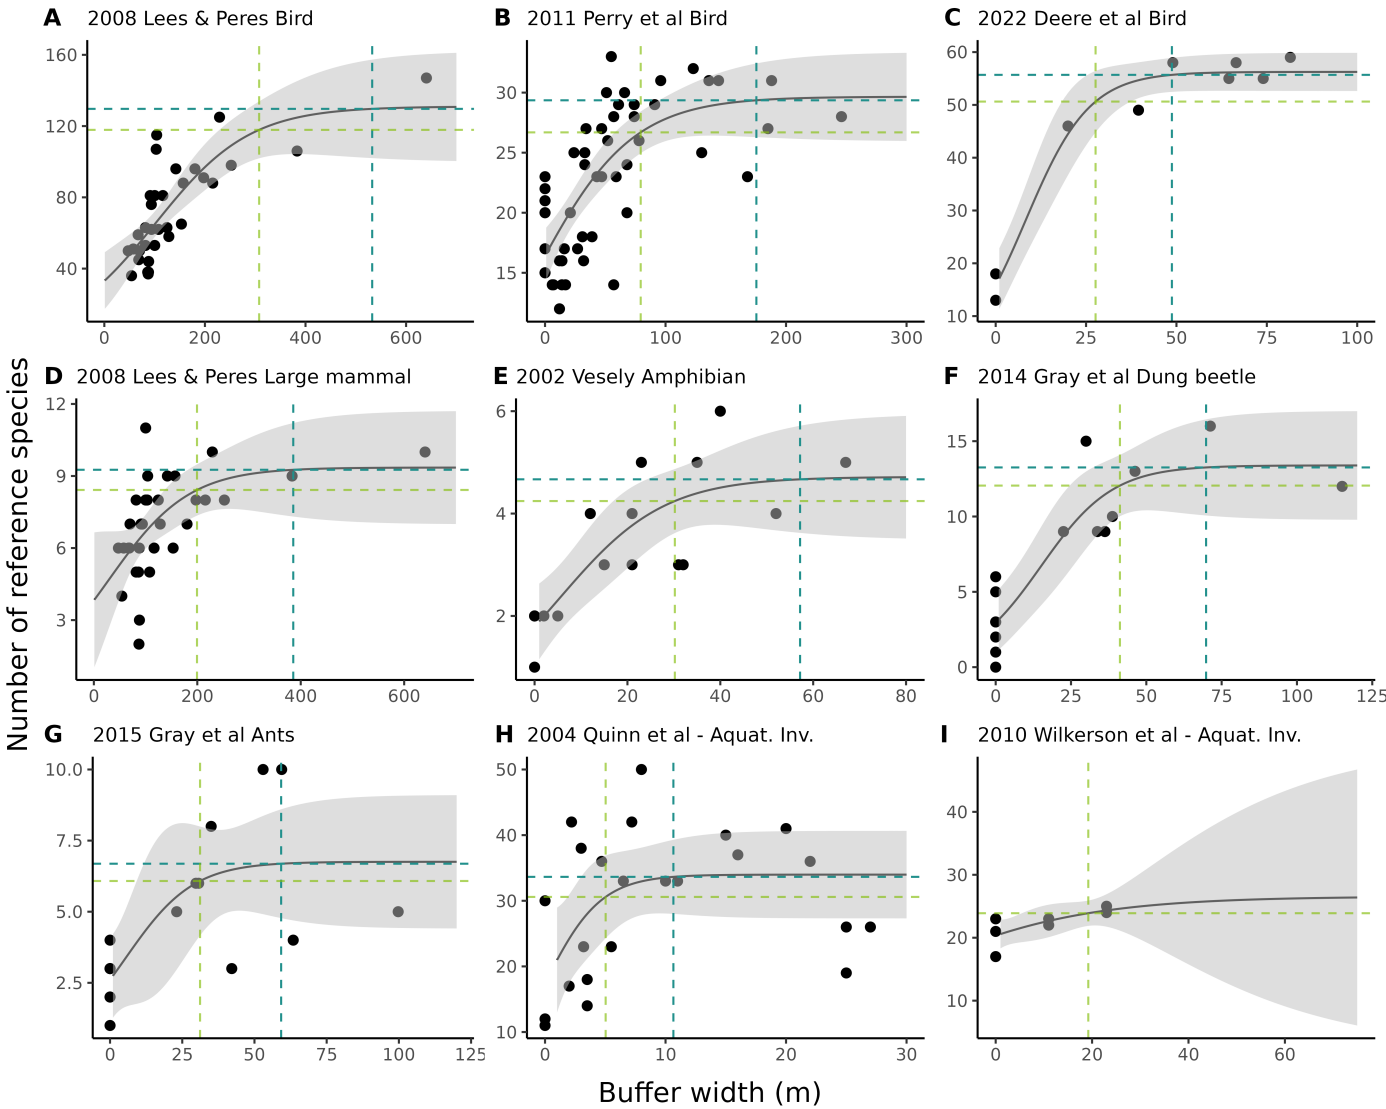 A 2008 Lees & Peres Bird
B 2011 Perry et al Bird
C 2022 Deere et al Bird
160
120
80
40
0 200 400 600
30
25
20
15
0 100 200 300
60
50
40
30
20
10
0 25 50 75 100
Number of reference species
D 2008 Lees & Peres Large mammal
E 2002 Vesely Amphibian
F 2014 Gray et al Dung beetle
12
9
6
3
0 200 400 600
6
4
2
0 20 40 60 80
15
10
5
0
0 25 50 75 100 125
G 2015 Gray et al Ants
H 2004 Quinn et al - Aquat. Inv.
I 2010 Wilkerson et al - Aquat. Inv.
10.0
7.5
5.0
2.5
0 25 50 75 100 125
50
40
30
20
10
0 10 20 30
40
30
20
10
0 20 40 60
Buffer width (m)